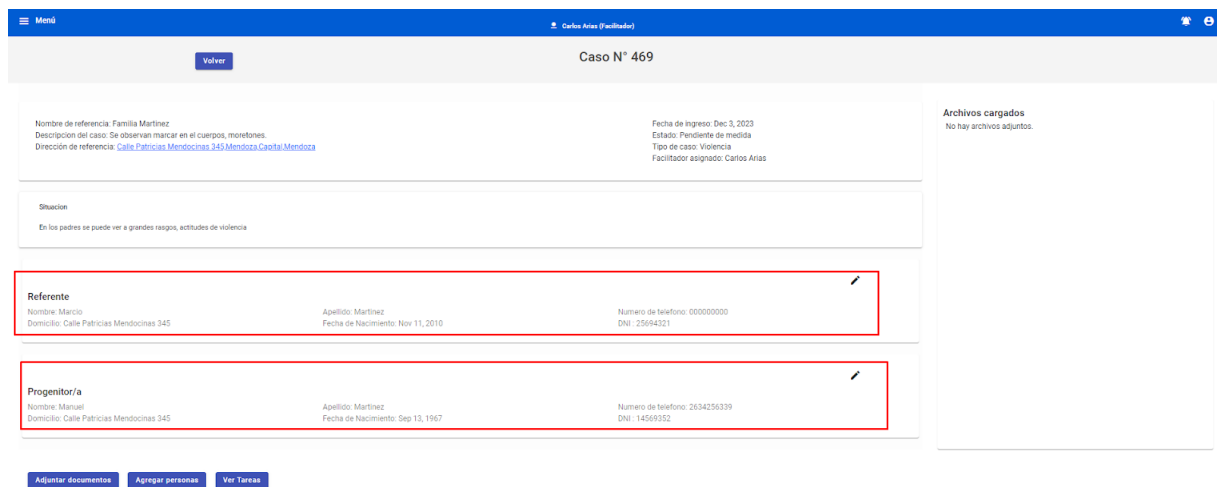 Menú
Carlos Arias (Facilitador)
Volver
Caso N° 469
Nombre de referencia: Familia Martinez
Descripcion del caso: Se observan marcar en el cuerpos, moretones.
Dirección de referencia: Calle Patricias Mendocinas 345,Mendoza,Capital,Mendoza
Fecha de ingreso: Dec 3, 2023
Estado: Pendiente de medida
Tipo de caso: Violencia
Facilitador asignado: Carlos Arias
Archivos cargados
No hay archivos adjuntos.
Situacion
En los padres se puede ver a grandes rasgos, actitudes de violencia
Referente
Nombre: Marcio
Apellido: Martinez
Numero de telefono: 000000000
Domicilio: Calle Patricias Mendocinas 345
Fecha de Nacimiento: Nov 11, 2010
DNI : 25694321
Progenitor/a
Nombre: Manuel
Apellido: Martinez
Numero de telefono: 2634256339
Domicilio: Calle Patricias Mendocinas 345
Fecha de Nacimiento: Sep 13, 1967
DNI : 14569352
Adjuntar documentos
Agregar personas
Ver Tareas